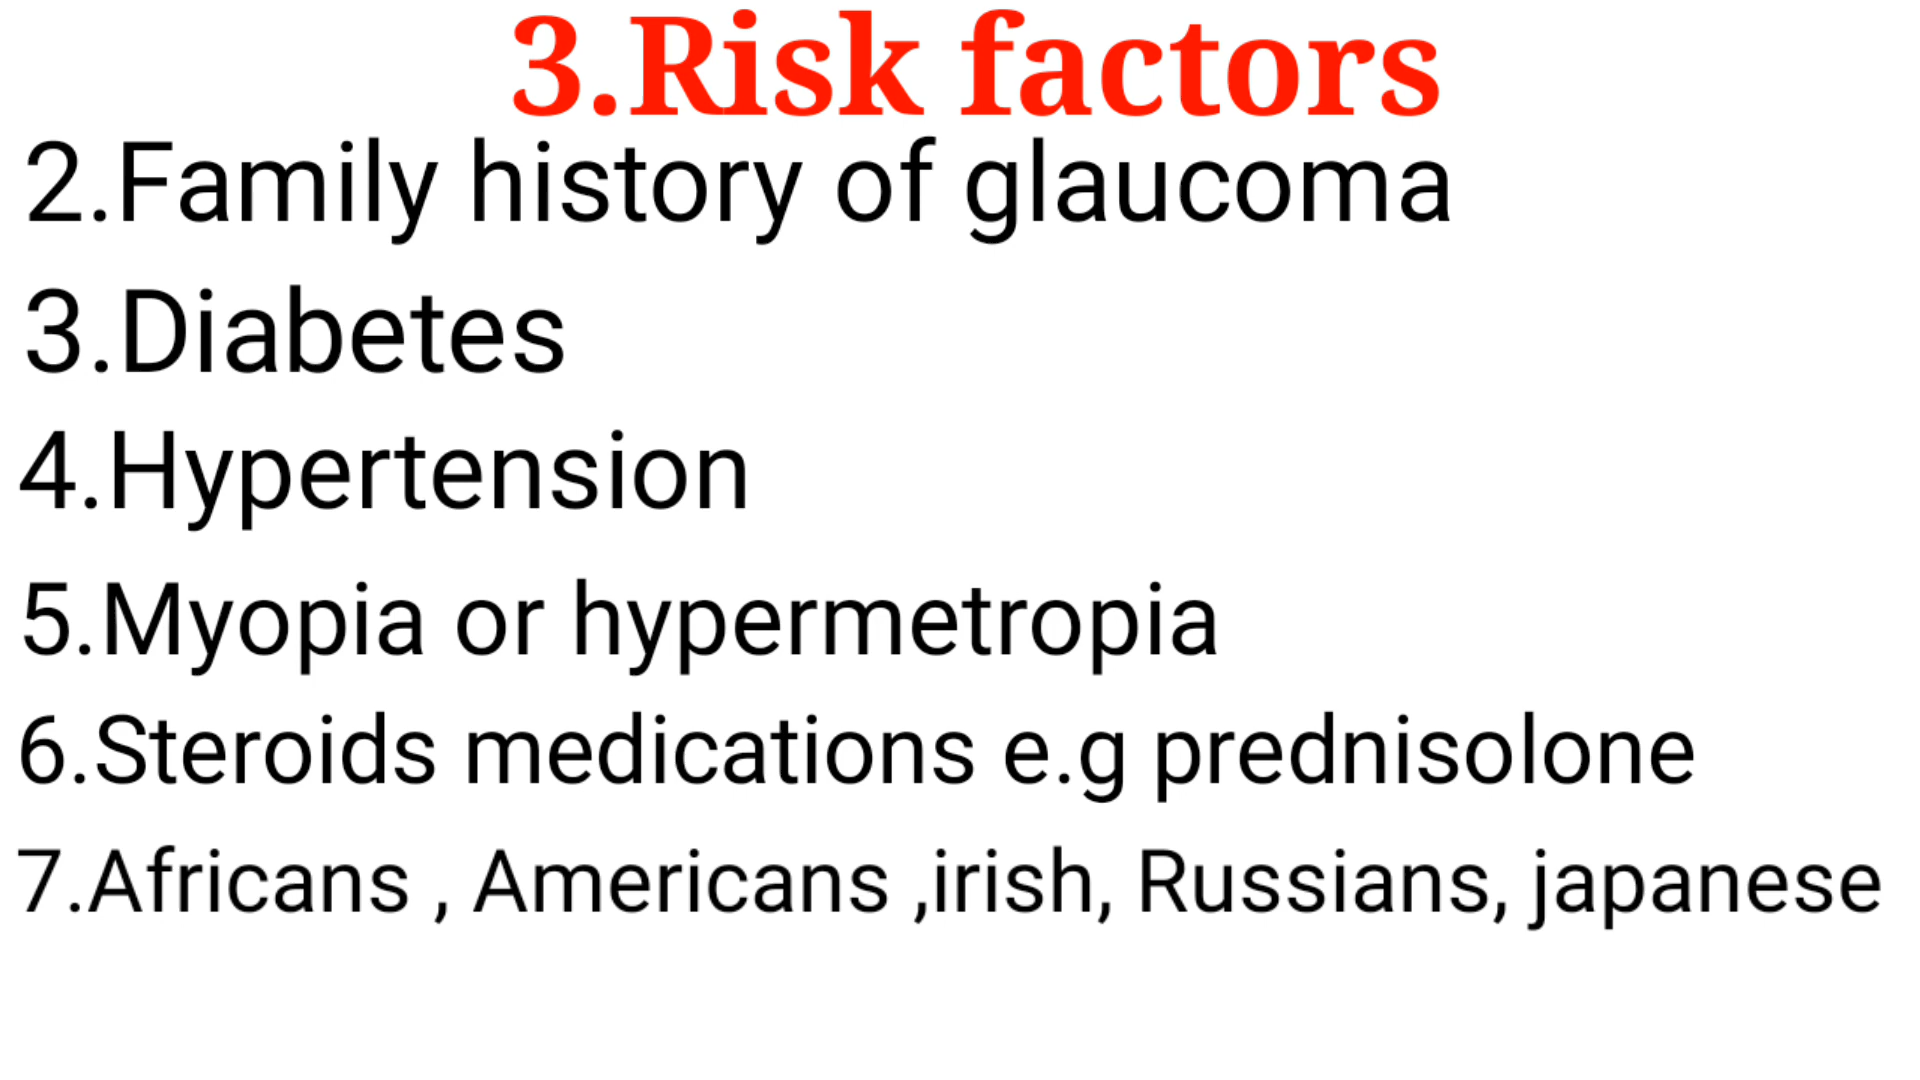 3.Risk factors
2.Family history of glaucoma
3.Diabetes
4.Hypertension
5.Myopia or hypermetropia
6.Steroids medications e.g prednisolone
7.Africans , Americans ,irish, Russians, japanese